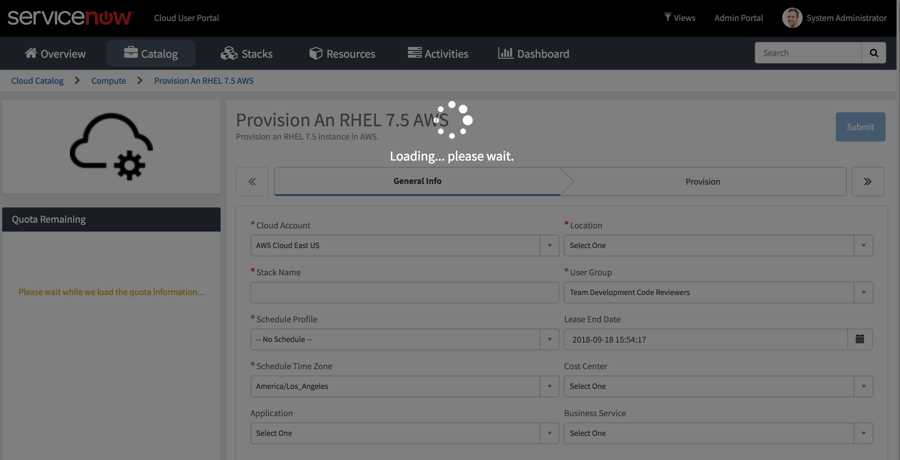 servicenow Cloud User Portal Views Admin Portal System Administrator
Overview Catalog Stacks Resources Activities Dashboard Search
Cloud Catalog Compute Provision An RHEL 7.5 AWS
Provision An RHEL 7.5 AWS
Provision an RHEL 7.5 instance in AWS.
Submit
Loading... please wait.
« General Info Provision »
Quota Remaining
Please wait while we load the quota information...
* Cloud Account * Location
AWS Cloud East US Select One
* Stack Name * User Group
Team Development Code Reviewers
* Schedule Profile Lease End Date
-- No Schedule -- 2018-09-18 15:54:17
* Schedule Time Zone Cost Center
America/Los_Angeles Select One
Application Business Service
Select One Select One